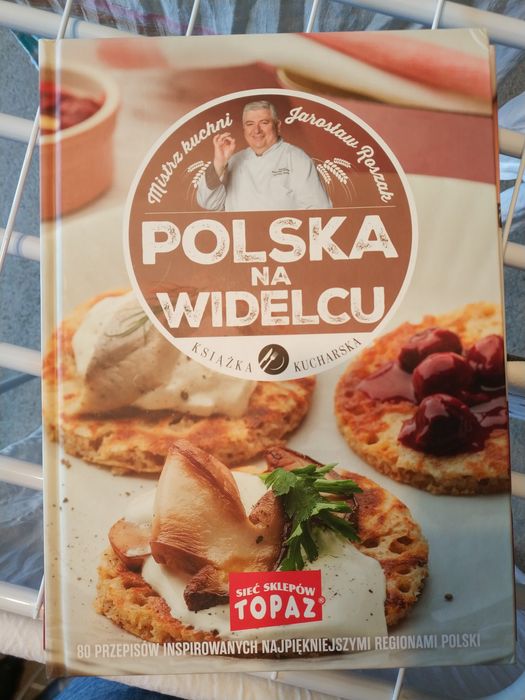 Mistrz kuchni Jarosław Roszak
POLSKA
NA
WIDELCU
KSIĄŻKA KUCHARSKA
SIEĆ SKLEPÓW
TOPAZ®
80 PRZEPISÓW INSPIROWANYCH NAJPIĘKNIEJSZYMI REGIONAMI POLSKI